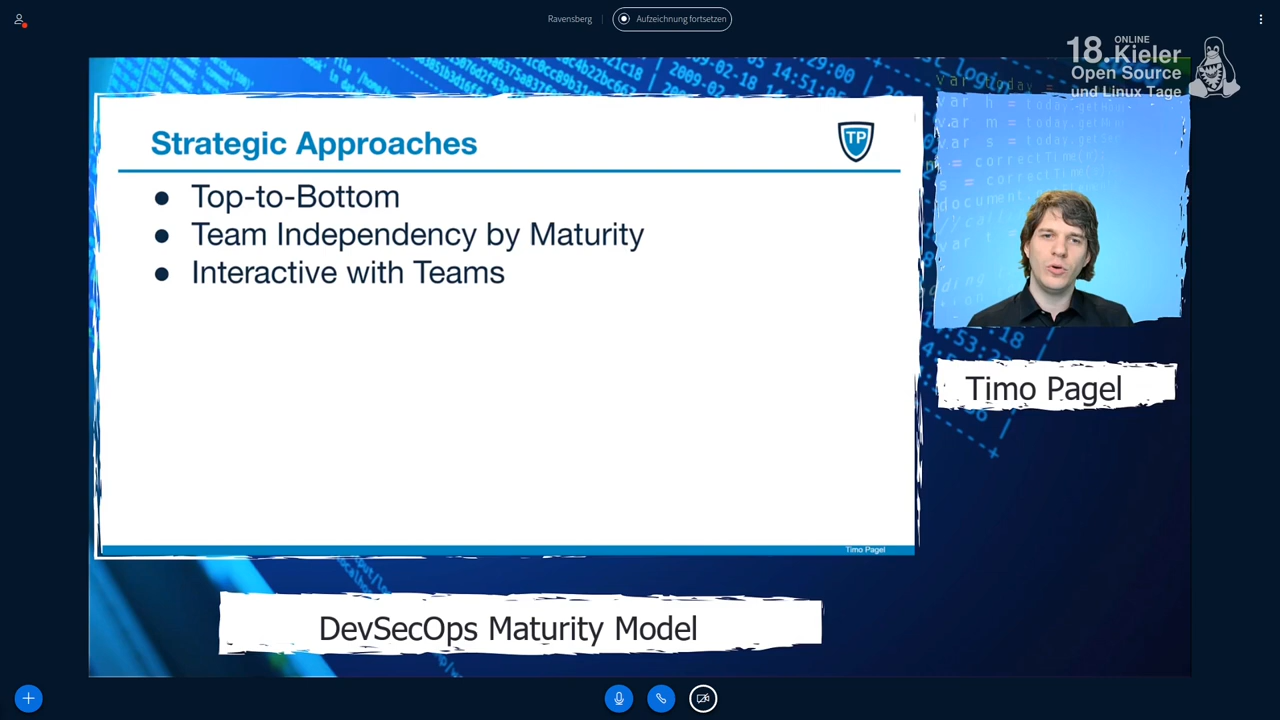 Ravensberg
Aufzeichnung fortsetzen
ONLINE
18.Kieler
Open Source
und Linux Tage
Strategic Approaches
TP
● Top-to-Bottom
● Team Independency by Maturity
● Interactive with Teams
Timo Pagel
Timo Pagel
DevSecOps Maturity Model